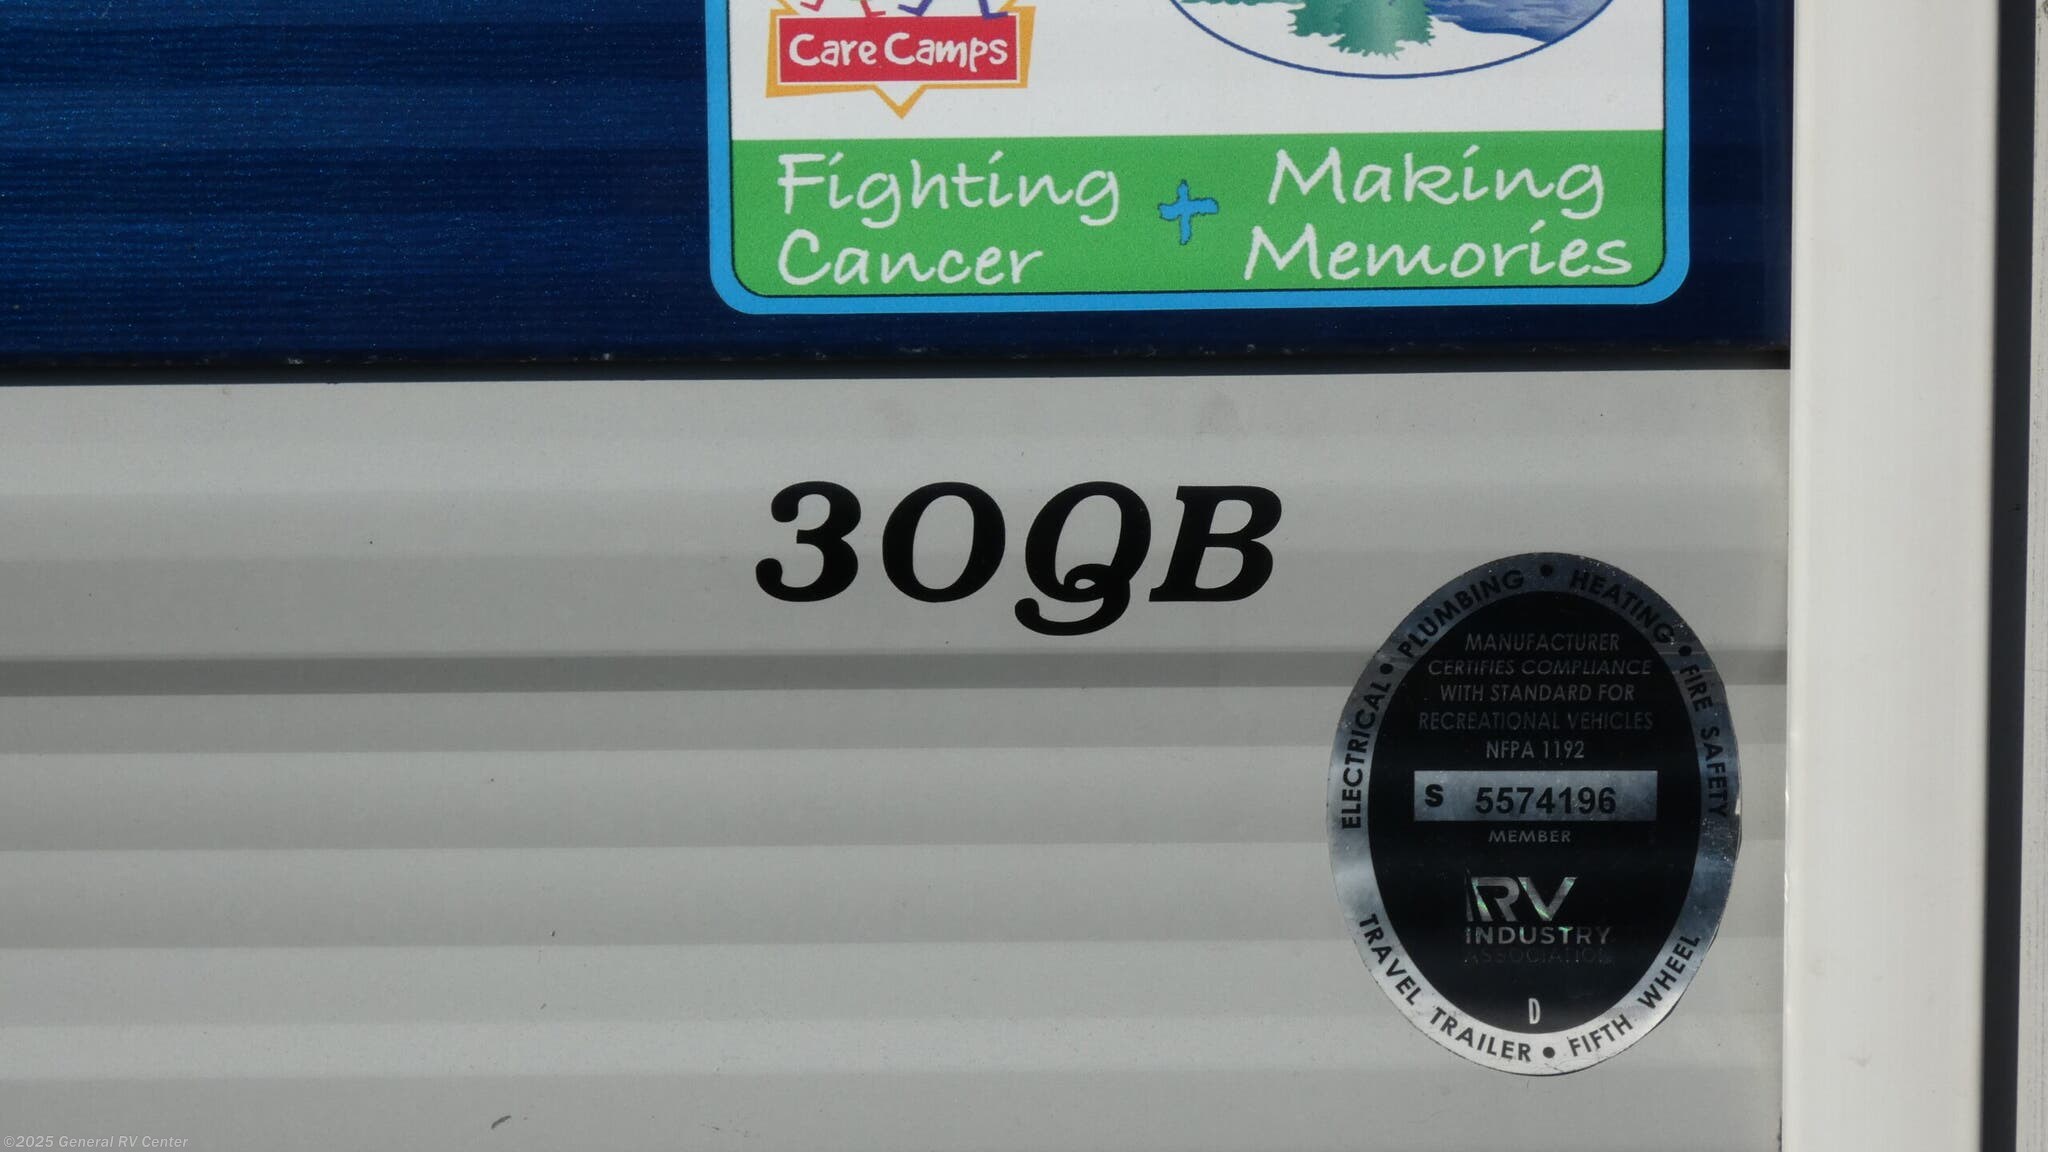 Care Camps
Fighting
Cancer
+
Making
Memories
30QB
ELECTRICAL • PLUMBING • HEATING • FIRE SAFETY
MANUFACTURER
CERTIFIES COMPLIANCE
WITH STANDARD FOR
RECREATIONAL VEHICLES
NFPA 1192
S 5574196
MEMBER
RV
INDUSTRY
ASSOCIATION
D
TRAVEL TRAILER • FIFTH WHEEL
©2025 General RV Center